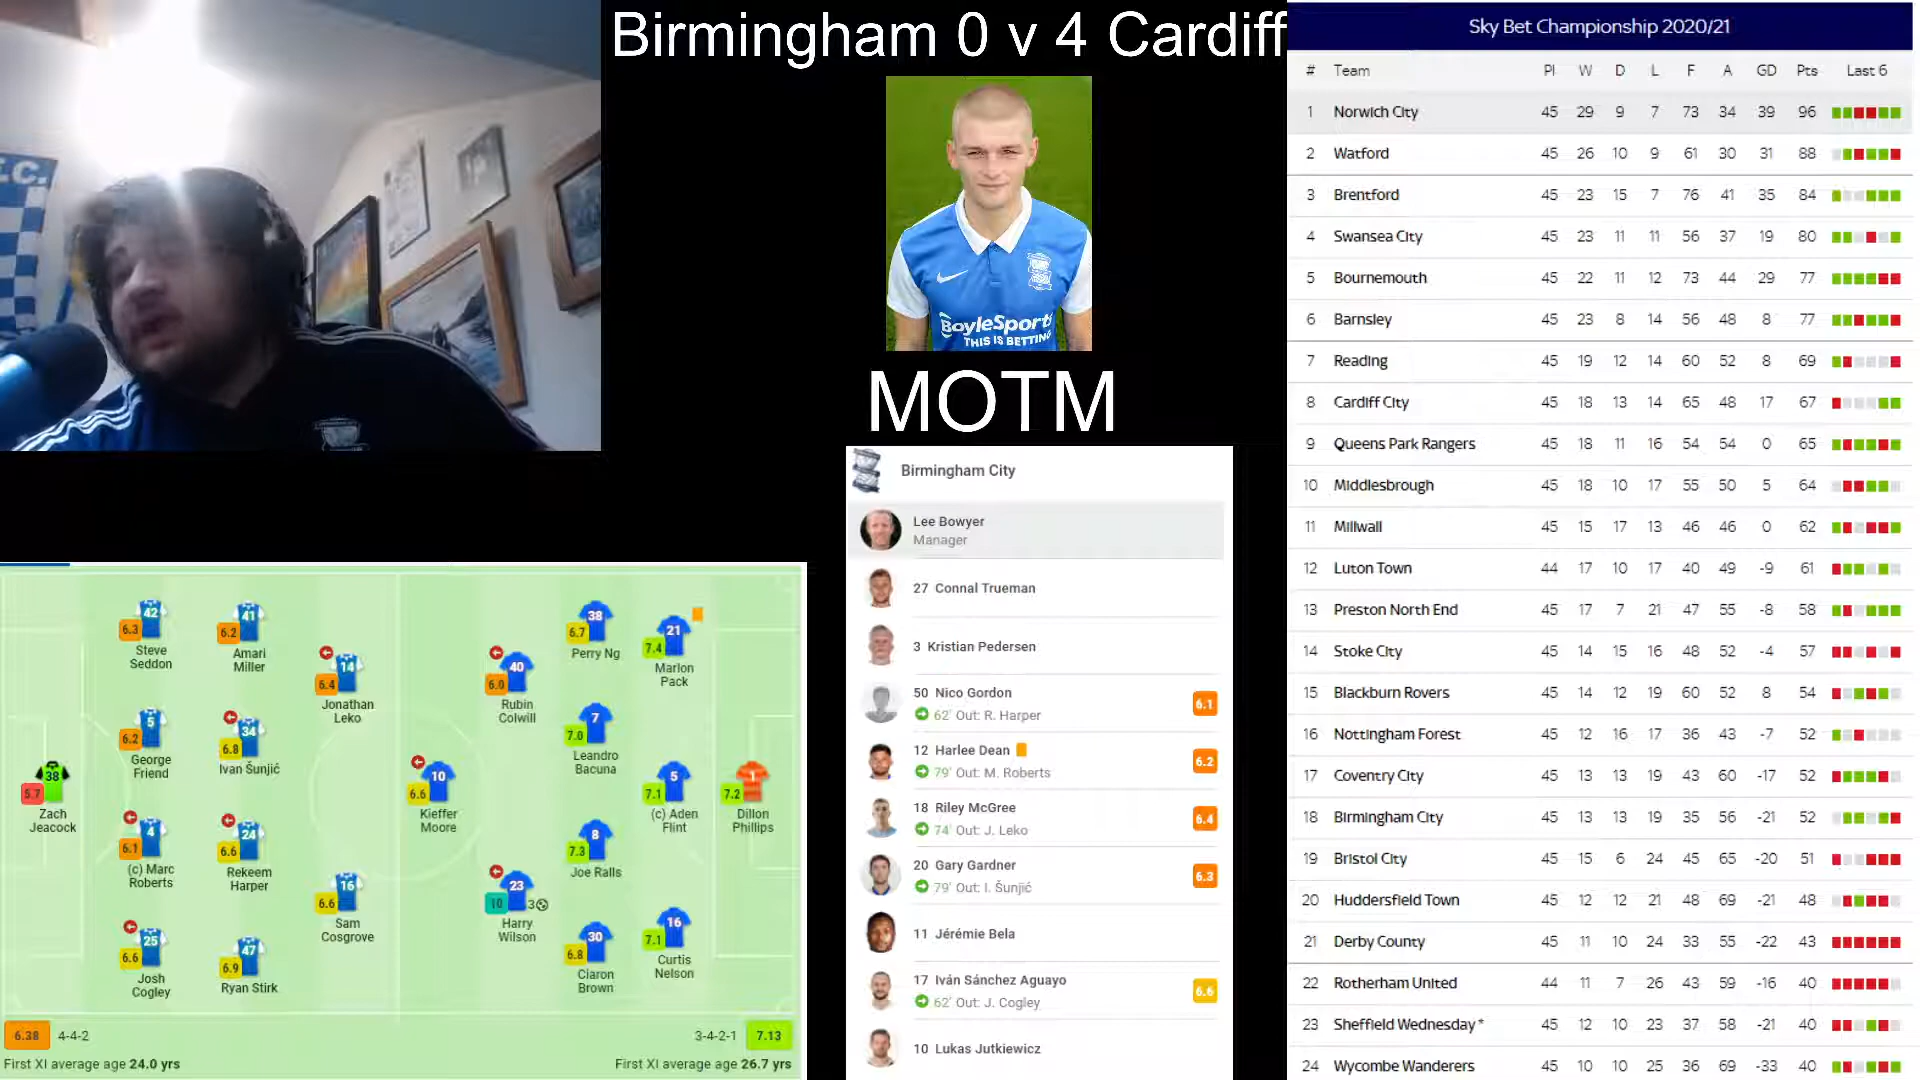 .C.
Birmingham 0 v 4 Cardiff
BoyleSports
THIS IS BETTING
MOTM
Birmingham City
Lee Bowyer
Manager
27 Connal Trueman
3 Kristian Pedersen
50 Nico Gordon
62' Out: R. Harper
6.1
12 Harlee Dean
79' Out: M. Roberts
6.2
18 Riley McGree
74' Out: J. Leko
6.4
20 Gary Gardner
79' Out: I. Šunjić
6.3
11 Jérémie Bela
17 Iván Sánchez Aguayo
62' Out: J. Cogley
6.6
10 Lukas Jutkiewicz
38
5.7
Zach
Jeacock
42
6.3
Steve
Seddon
5
6.2
George
Friend
4
6.1
(c) Marc
Roberts
25
6.6
Josh
Cogley
41
6.2
Amari
Miller
34
6.8
Ivan Šunjić
24
6.6
Rekeem
Harper
47
6.9
Ryan Stirk
14
6.4
Jonathan
Leko
16
6.6
Sam
Cosgrove
10
6.6
Kieffer
Moore
40
6.0
Rubin
Colwill
23
10
3
Harry
Wilson
38
6.7
Perry Ng
7
7.0
Leandro
Bacuna
8
7.3
Joe Ralls
30
6.8
Ciaron
Brown
21
7.4
Marlon
Pack
5
7.1
(c) Aden
Flint
16
7.1
Curtis
Nelson
1
7.2
Dillon
Phillips
6.38 4-4-2
3-4-2-1 7.13
First XI average age 24.0 yrs
First XI average age 26.7 yrs
Sky Bet Championship 2020/21
# Team Pl W D L F A GD Pts Last 6
1 Norwich City 45 29 9 7 73 34 39 96
2 Watford 45 26 10 9 61 30 31 88
3 Brentford 45 23 15 7 76 41 35 84
4 Swansea City 45 23 11 11 56 37 19 80
5 Bournemouth 45 22 11 12 73 44 29 77
6 Barnsley 45 23 8 14 56 48 8 77
7 Reading 45 19 12 14 60 52 8 69
8 Cardiff City 45 18 13 14 65 48 17 67
9 Queens Park Rangers 45 18 11 16 54 54 0 65
10 Middlesbrough 45 18 10 17 55 50 5 64
11 Millwall 45 15 17 13 46 46 0 62
12 Luton Town 44 17 10 17 40 49 -9 61
13 Preston North End 45 17 7 21 47 55 -8 58
14 Stoke City 45 14 15 16 48 52 -4 57
15 Blackburn Rovers 45 14 12 19 60 52 8 54
16 Nottingham Forest 45 12 16 17 36 43 -7 52
17 Coventry City 45 13 13 19 43 60 -17 52
18 Birmingham City 45 13 13 19 35 56 -21 52
19 Bristol City 45 15 6 24 45 65 -20 51
20 Huddersfield Town 45 12 12 21 48 69 -21 48
21 Derby County 45 11 10 24 33 55 -22 43
22 Rotherham United 44 11 7 26 43 59 -16 40
23 Sheffield Wednesday * 45 12 10 23 37 58 -21 40
24 Wycombe Wanderers 45 10 10 25 36 69 -33 40